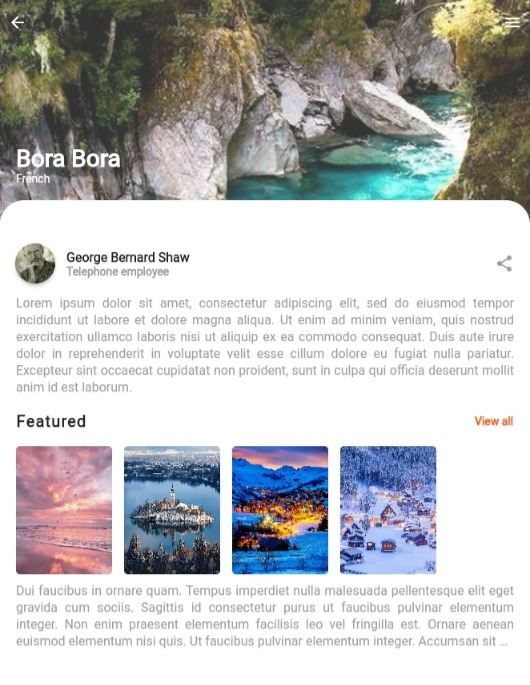 Bora Bora
French
George Bernard Shaw
Telephone employee
Lorem ipsum dolor sit amet, consectetur adipiscing elit, sed do eiusmod tempor
incididunt ut labore et dolore magna aliqua. Ut enim ad minim veniam, quis nostrud
exercitation ullamco laboris nisi ut aliquip ex ea commodo consequat. Duis aute irure
dolor in reprehenderit in voluptate velit esse cillum dolore eu fugiat nulla pariatur.
Excepteur sint occaecat cupidatat non proident, sunt in culpa qui officia deserunt mollit
anim id est laborum.
Featured
View all
Dui faucibus in ornare quam. Tempus imperdiet nulla malesuada pellentesque elit eget
gravida cum sociis. Sagittis id consectetur purus ut faucibus pulvinar elementum
integer. Non enim praesent elementum facilisis leo vel fringilla est. Ornare aenean
euismod elementum nisi quis. Ut faucibus pulvinar elementum integer. Accumsan sit ...